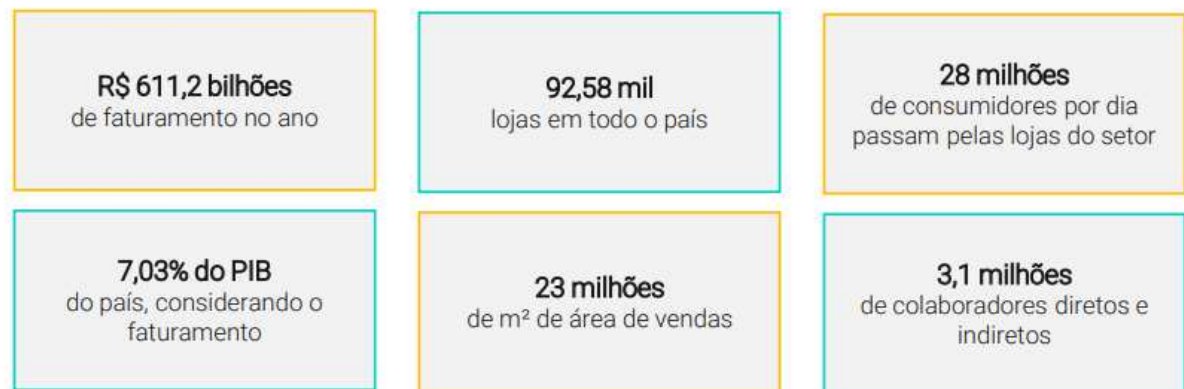 R$ 611,2 bilhões
de faturamento no ano
92,58 mil
lojas em todo o país
28 milhões
de consumidores por dia
passam pelas lojas do setor
7,03% do PIB
do país, considerando o
faturamento
23 milhões
de m² de área de vendas
3,1 milhões
de colaboradores diretos e
indiretos